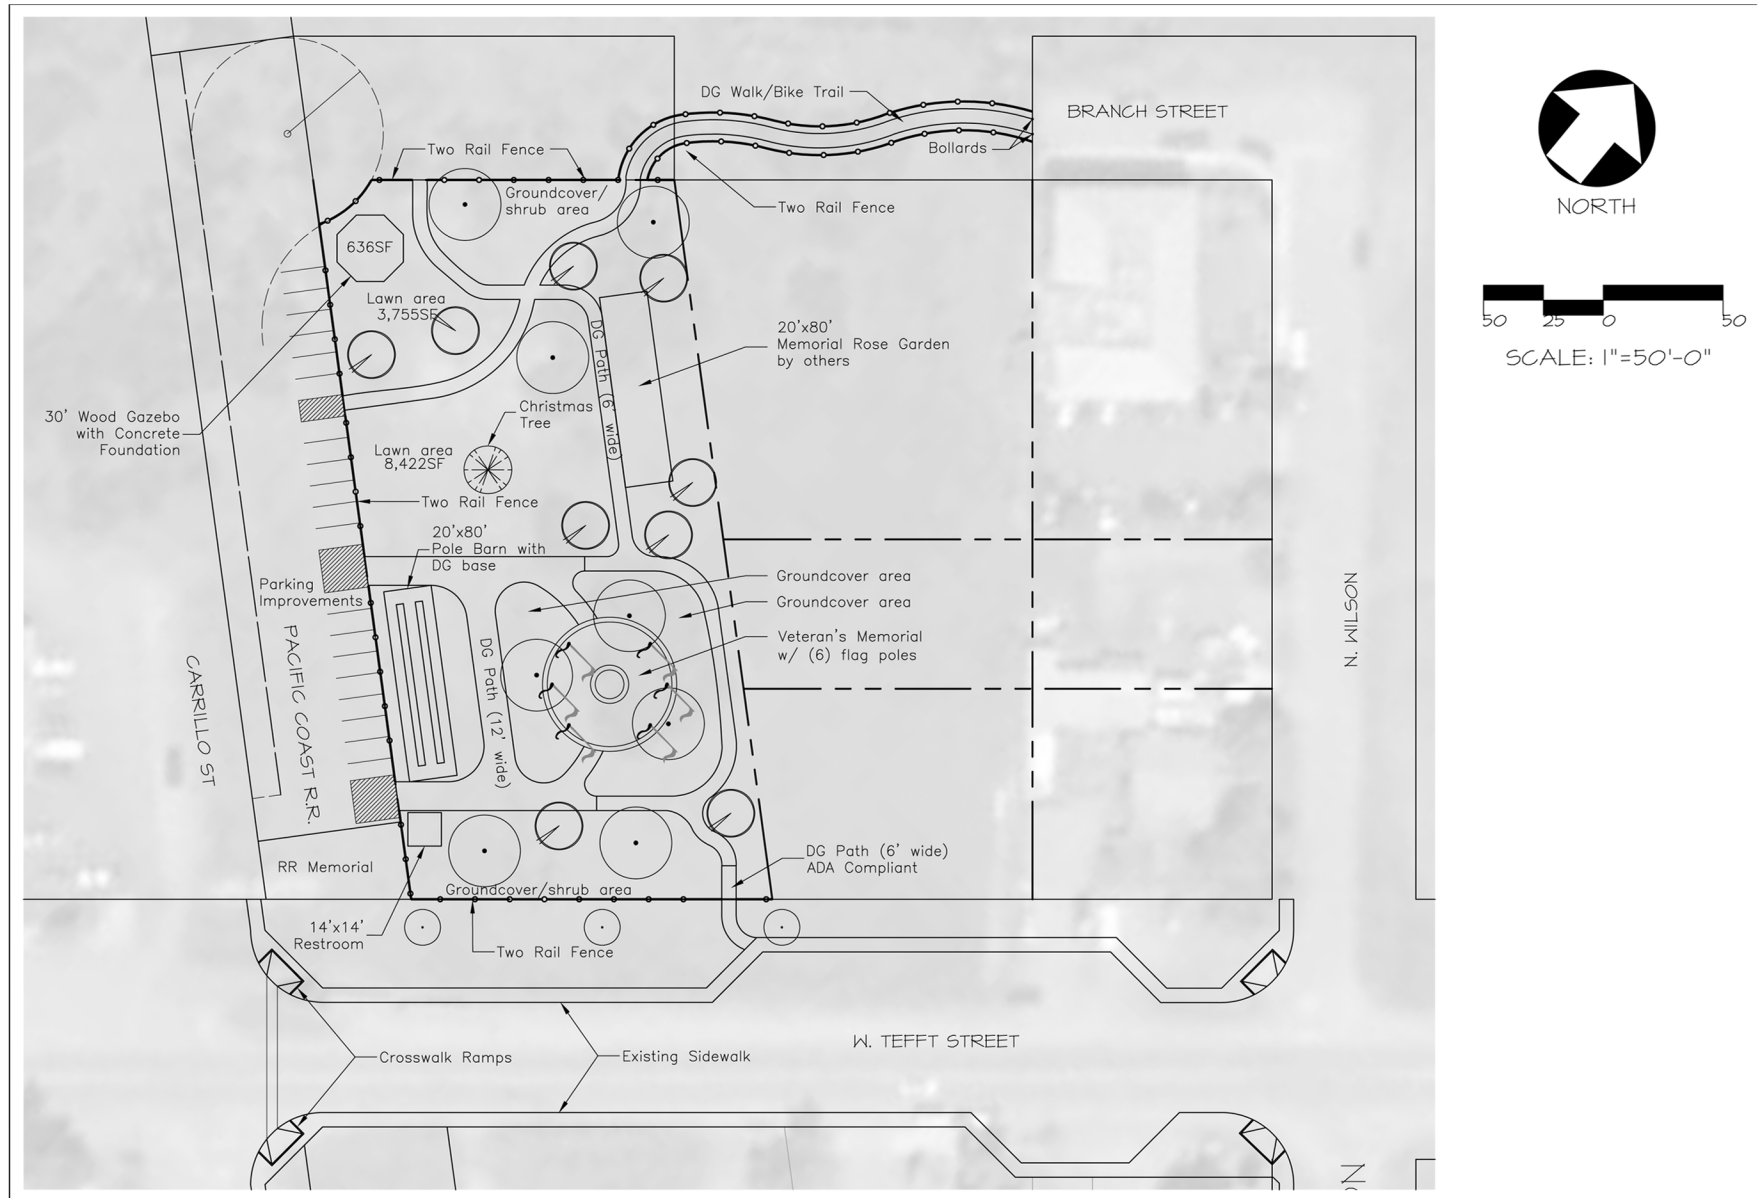 DG Walk/Bike Trail
BRANCH STREET
Bollards
Two Rail Fence
Groundcover/
shrub area
Two Rail Fence
636SF
Lawn area
3,755SF
20'x80'
Memorial Rose Garden
by others
DG Path (6' wide)
Christmas
Tree
30' Wood Gazebo
with Concrete
Foundation
Lawn area
8,422SF
Two Rail Fence
20'x80'
Pole Barn with
DG base
Parking
Improvements
Groundcover area
Groundcover area
Veteran's Memorial
w/ (6) flag poles
DG Path (12' wide)
PACIFIC COAST R.R.
CARRILLO ST
N. WILSON
RR Memorial
DG Path (6' wide)
ADA Compliant
Groundcover/shrub area
14'x14'
Restroom
Two Rail Fence
W. TEFFT STREET
Crosswalk Ramps
Existing Sidewalk
NORTH
50 25 0 50
SCALE: 1"=50'-0"